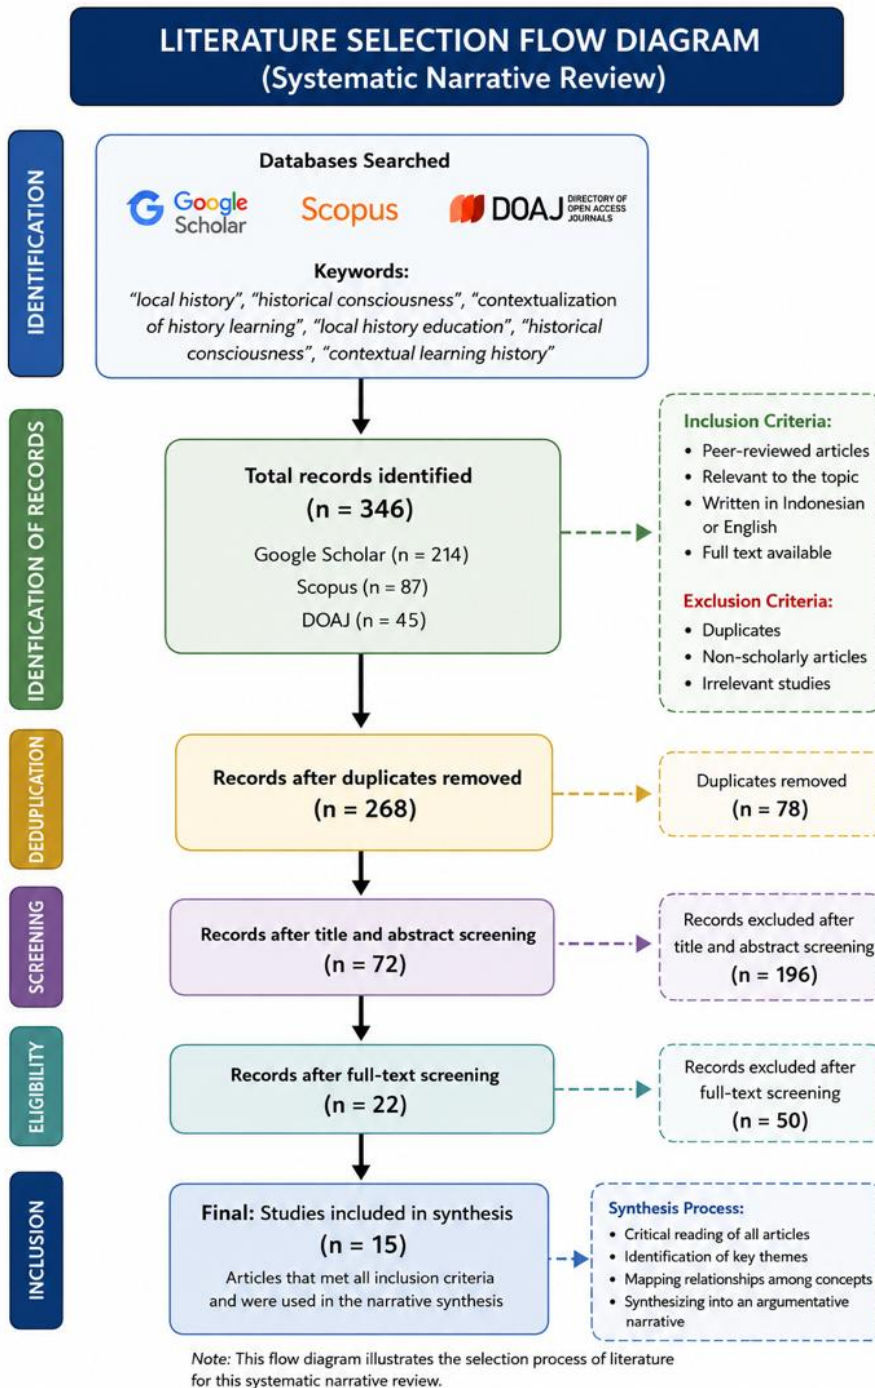 LITERATURE SELECTION FLOW DIAGRAM
(Systematic Narrative Review)
IDENTIFICATION
Databases Searched
Google
Scholar
Scopus
DOAJ
DIRECTORY OF
OPEN ACCESS
JOURNALS
Keywords:
“local history”, “historical consciousness”, “contextualization
of history learning”, “local history education”, “historical
consciousness”, “contextual learning history”
IDENTFICATION OF RECORDS
Total records identified
(n = 346)
Google Scholar (n = 214)
Scopus (n = 87)
DOAJ (n = 45)
Inclusion Criteria:
• Peer-reviewed articles
• Relevant to the topic
• Written in Indonesian
or English
• Full text available
Exclusion Criteria:
• Duplicates
• Non-scholarly articles
• Irrelevant studies
DEDUPLICATION
Records after duplicates removed
(n = 268)
Duplicates removed
(n = 78)
SCREENING
Records after title and abstract screening
(n = 72)
Records excluded after
title and abstract screening
(n = 196)
ELIGIBILITY
Records after full-text screening
(n = 22)
Records excluded after
full-text screening
(n = 50)
INCLUSION
Final: Studies included in synthesis
(n = 15)
Articles that met all inclusion criteria
and were used in the narrative synthesis
Synthesis Process:
• Critical reading of all articles
• Identification of key themes
• Mapping relationships among concepts
• Synthesizing into an argumentative
narrative
Note: This flow diagram illustrates the selection process of literature
for this systematic narrative review.